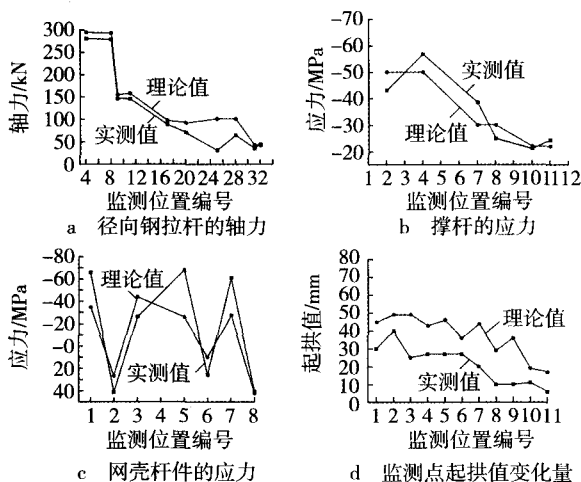 300
250
200
150
100
50
0
轴力/kN
理论值
实测值
4 8 12 16 20 24 28 32
监测位置编号
a 径向钢拉杆的轴力
-70
-60
-50
-40
-30
-20
应力/MPa
实测值
理论值
1 2 3 4 5 6 7 8 9 10 11 12
监测位置编号
b 撑杆的应力
-80
-60
-40
-20
0
20
40
应力/MPa
理论值
实测值
1 2 3 4 5 6 7 8
监测位置编号
c 网壳杆件的应力
80
70
60
50
40
30
20
10
0
起拱值/mm
理论值
实测值
1 2 3 4 5 6 7 8 9 10 11
监测位置编号
d 监测点起拱值变化量